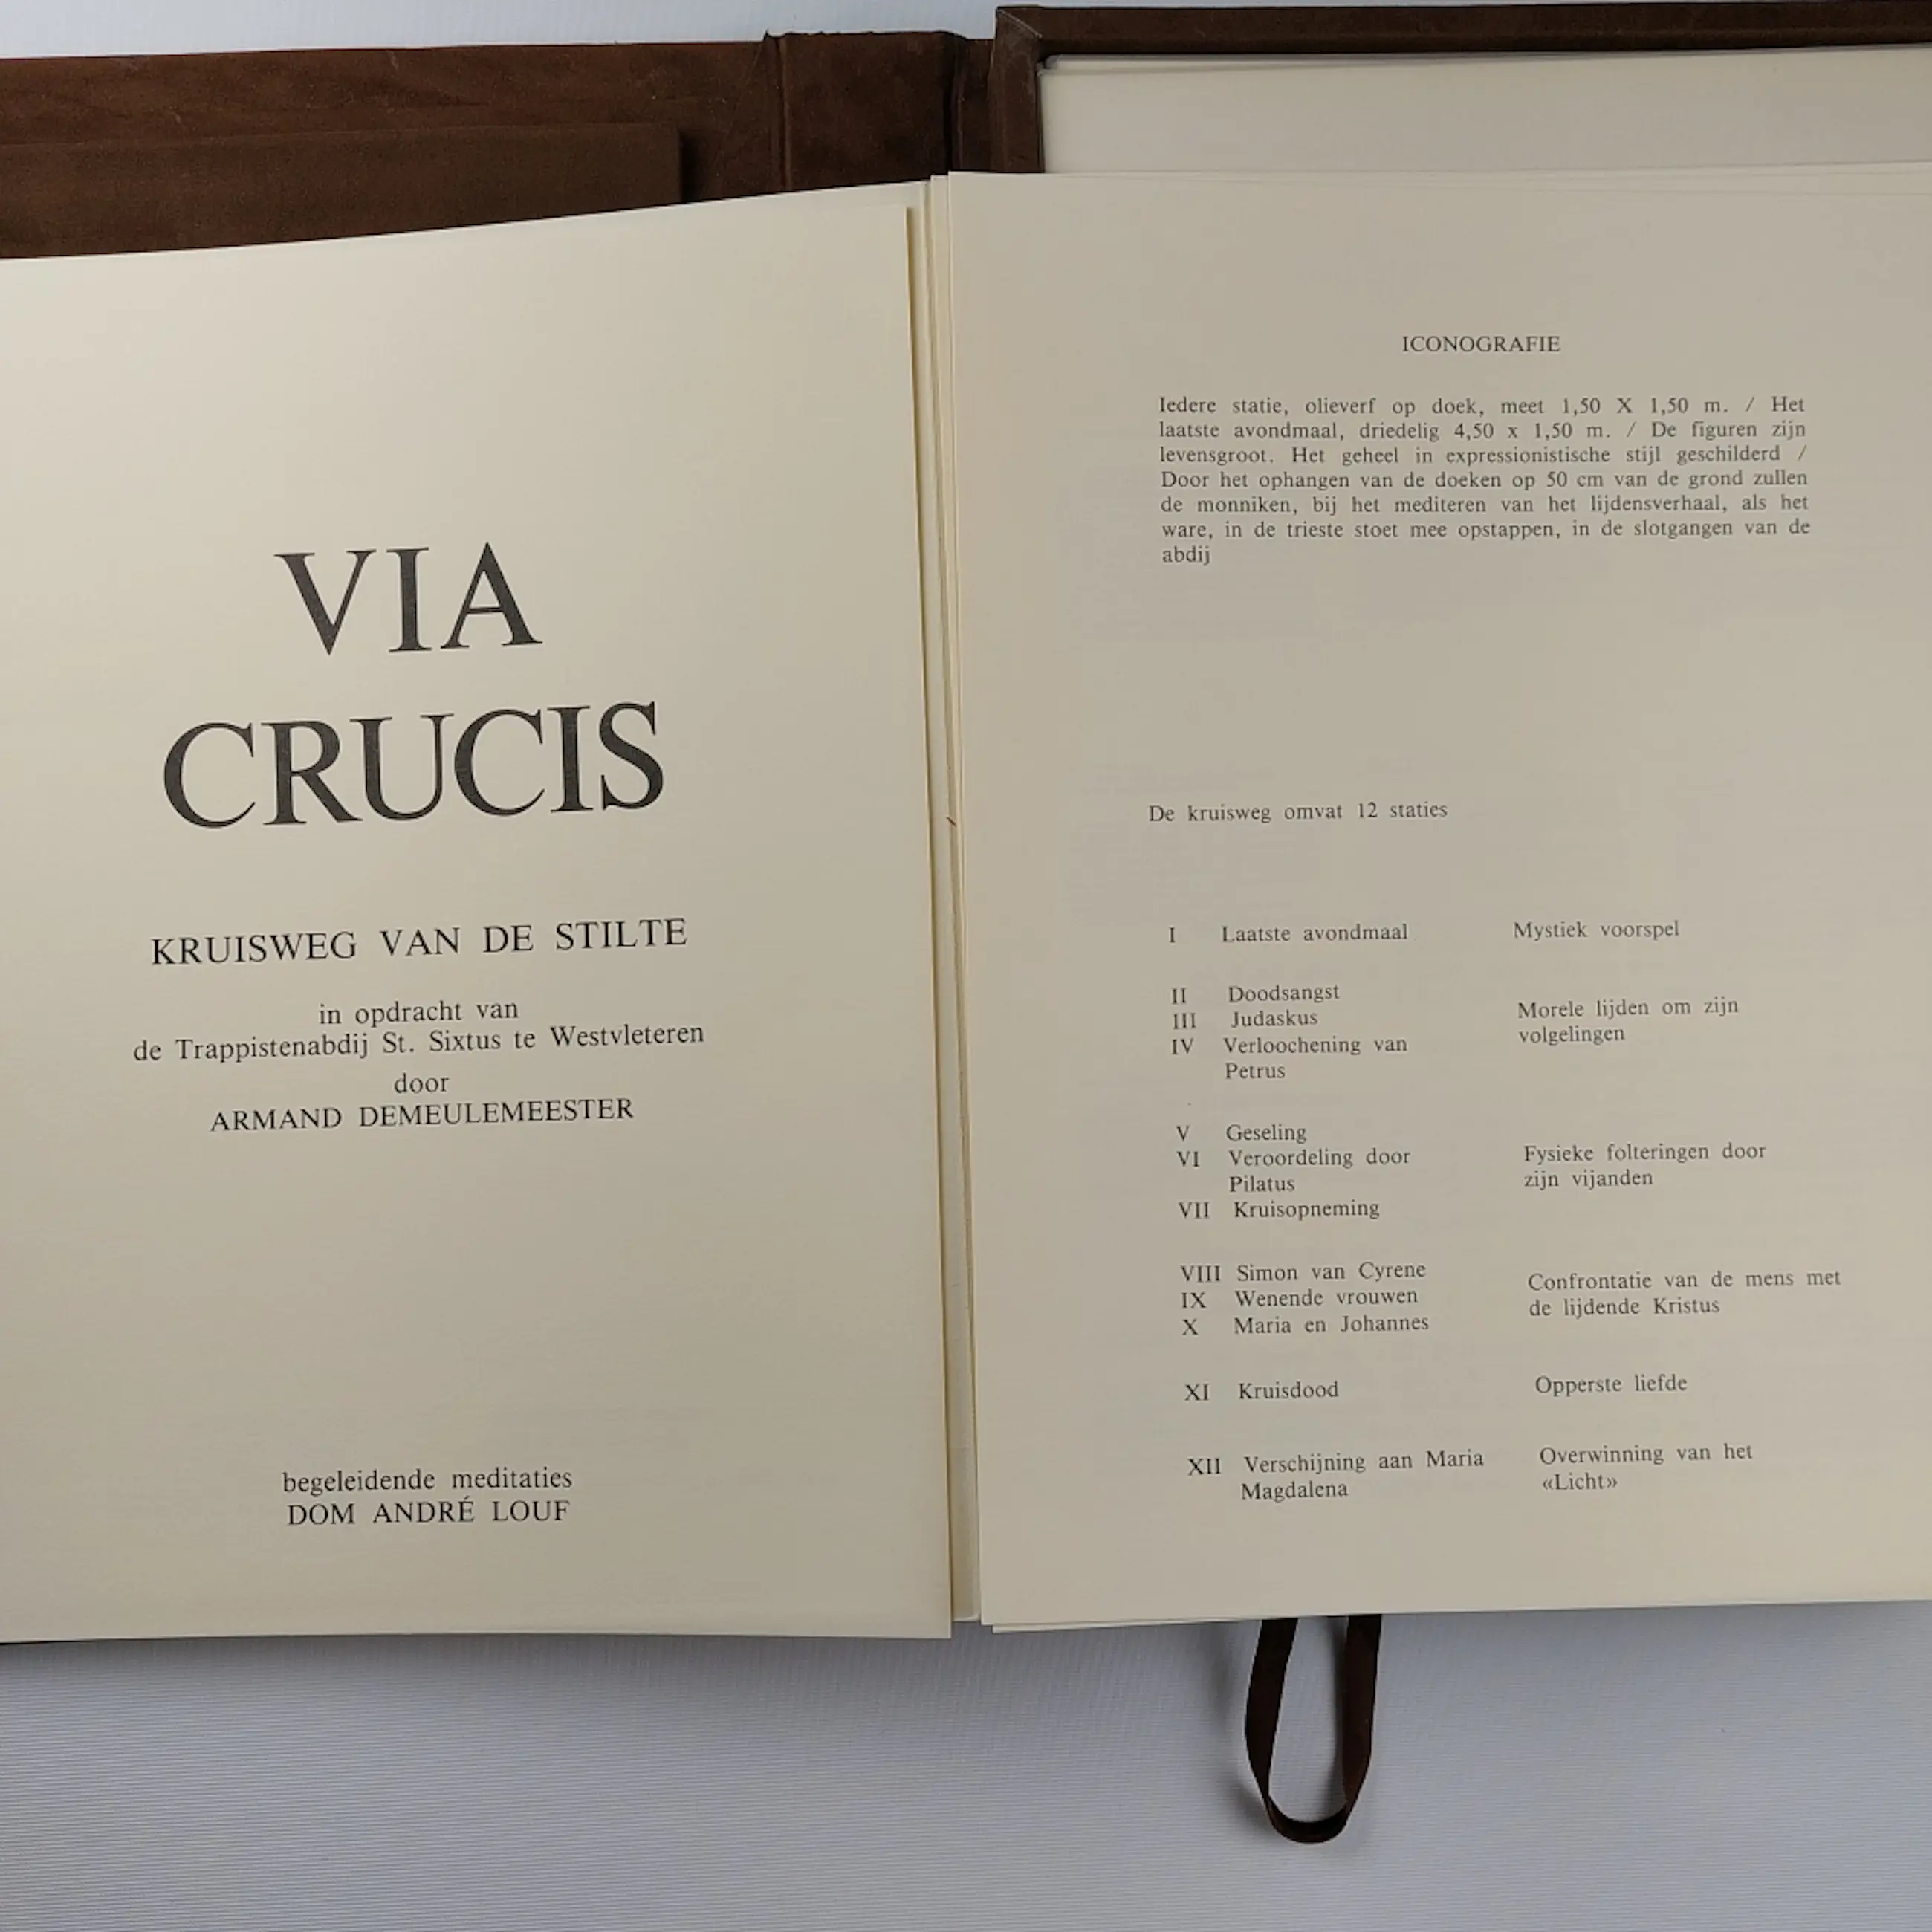 VIA
CRUCIS
KRUISWEG VAN DE STILTE
in opdracht van
de Trappistenabdij St. Sixtus te Westvleteren
door
ARMAND DEMEULEMEESTER
begeleidende meditaties
DOM ANDRÉ LOUF
ICONOGRAFIE
Iedere statie, olieverf op doek, meet 1,50 X 1,50 m. / Het
laatste avondmaal, driedelig 4,50 x 1,50 m. / De figuren zijn
levensgroot. Het geheel in expressionistische stijl geschilderd /
Door het ophangen van de doeken op 50 cm van de grond zullen
de monniken, bij het mediteren van het lijdensverhaal, als het
ware, in de trieste stoet mee opstappen, in de slotgangen van de
abdij
De kruisweg omvat 12 staties
I Laatste avondmaal Mystiek voorspel
II Doodsangst
III Judaskus Morele lijden om zijn
IV Verloochening van volgelingen
Petrus
V Geseling
VI Veroordeling door Fysieke folteringen door
Pilatus zijn vijanden
VII Kruisopneming
VIII Simon van Cyrene Confrontatie van de mens met
IX Wenende vrouwen de lijdende Kristus
X Maria en Johannes
XI Kruisdood Opperste liefde
XII Verschijning aan Maria Overwinning van het
Magdalena «Licht»